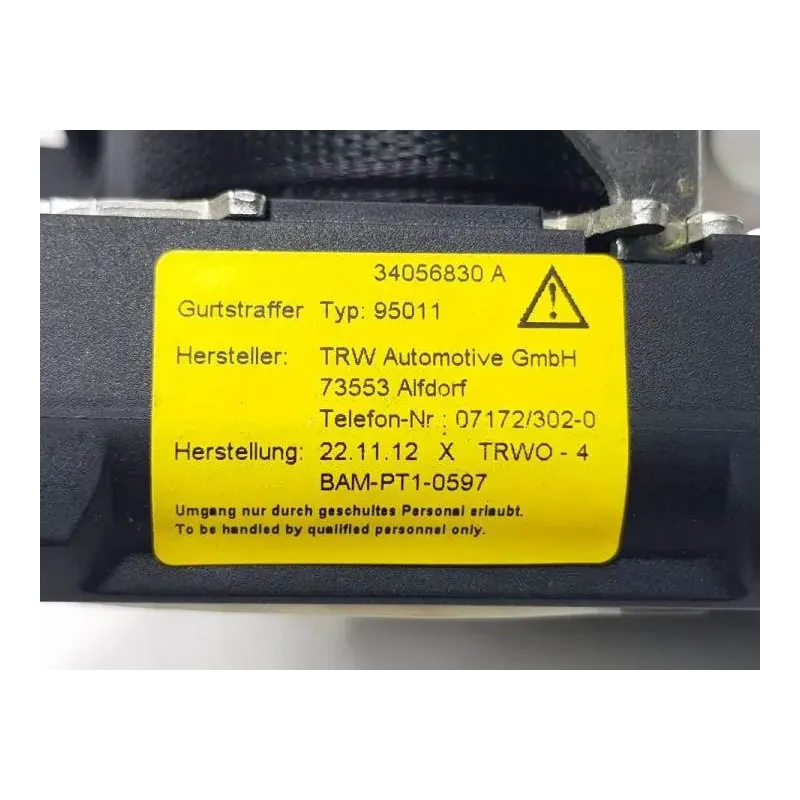 34056830 A
Gurtstraffer Typ: 95011
Hersteller: TRW Automotive GmbH
73553 Alfdorf
Telefon-Nr.: 07172/302-0
Herstellung: 22.11.12 X TRWO - 4
BAM-PT1-0597
Umgang nur durch geschultes Personal erlaubt.
To be handled by qualified personnel only.